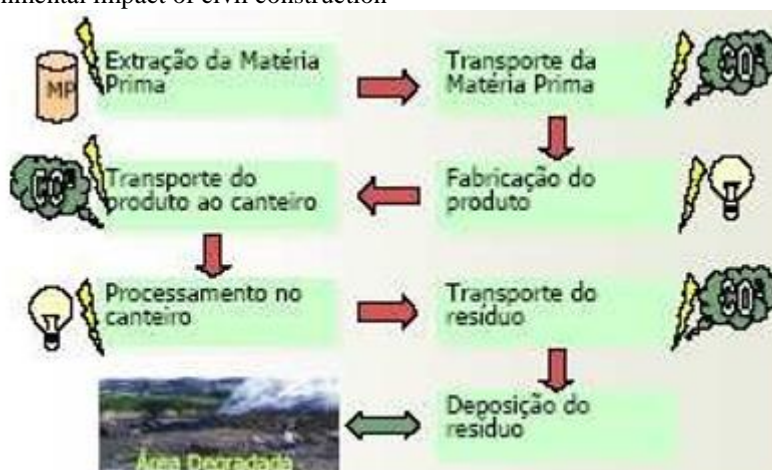 nmental impact of civil construction
MP
Extração da Matéria
Prima
Transporte da
Matéria Prima
CO²
CO²
Transporte do
produto ao canteiro
Fabricação do
produto
Processamento no
canteiro
Transporte do
resíduo
CO²
Deposição do
resíduo
Área Degradada